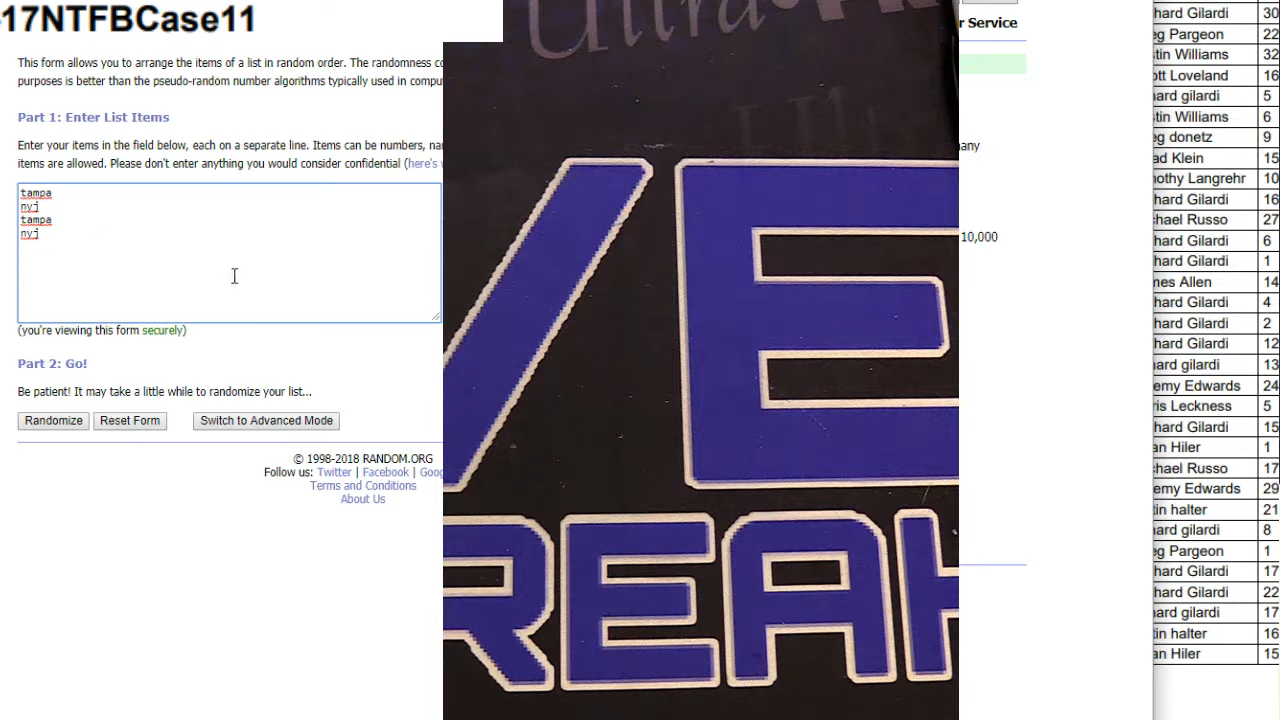 -17NTFBCase11
This form allows you to arrange the items of a list in random order. The randomness
purposes is better than the pseudo-random number algorithms typically used in
Part 1: Enter List Items
Enter your items in the field below, each on a separate line. Items can be numbers,
items are allowed. Please don't enter anything you would consider confidential (here's
tampa
nyj
tampa
nyj
(you're viewing this form securely)
Part 2: Go!
Be patient! It may take a little while to randomize your list...
Randomize Reset Form Switch to Advanced Mode
© 1998-2018 RANDOM.ORG
Follow us: Twitter | Facebook |
Terms and Conditions
About Us
Ultra
VE
REAK
r Service
10,000
hard Gilardi 30
eg Pargeon 22
stin Williams 32
ott Loveland 16
hard gilardi 5
stin Williams 6
eg donetz 9
ad Klein 15
nothy Langrehr 10
hard Gilardi 16
chael Russo 27
hard Gilardi 6
hard Gilardi 1
mes Allen 14
hard Gilardi 4
hard Gilardi 2
hard Gilardi 12
hard gilardi 13
emy Edwards 24
ris Leckness 5
hard Gilardi 15
an Hiler 1
chael Russo 17
emy Edwards 29
tin halter 21
hard gilardi 8
eg Pargeon 1
hard Gilardi 17
hard Gilardi 22
hard gilardi 17
tin halter 16
an Hiler 15